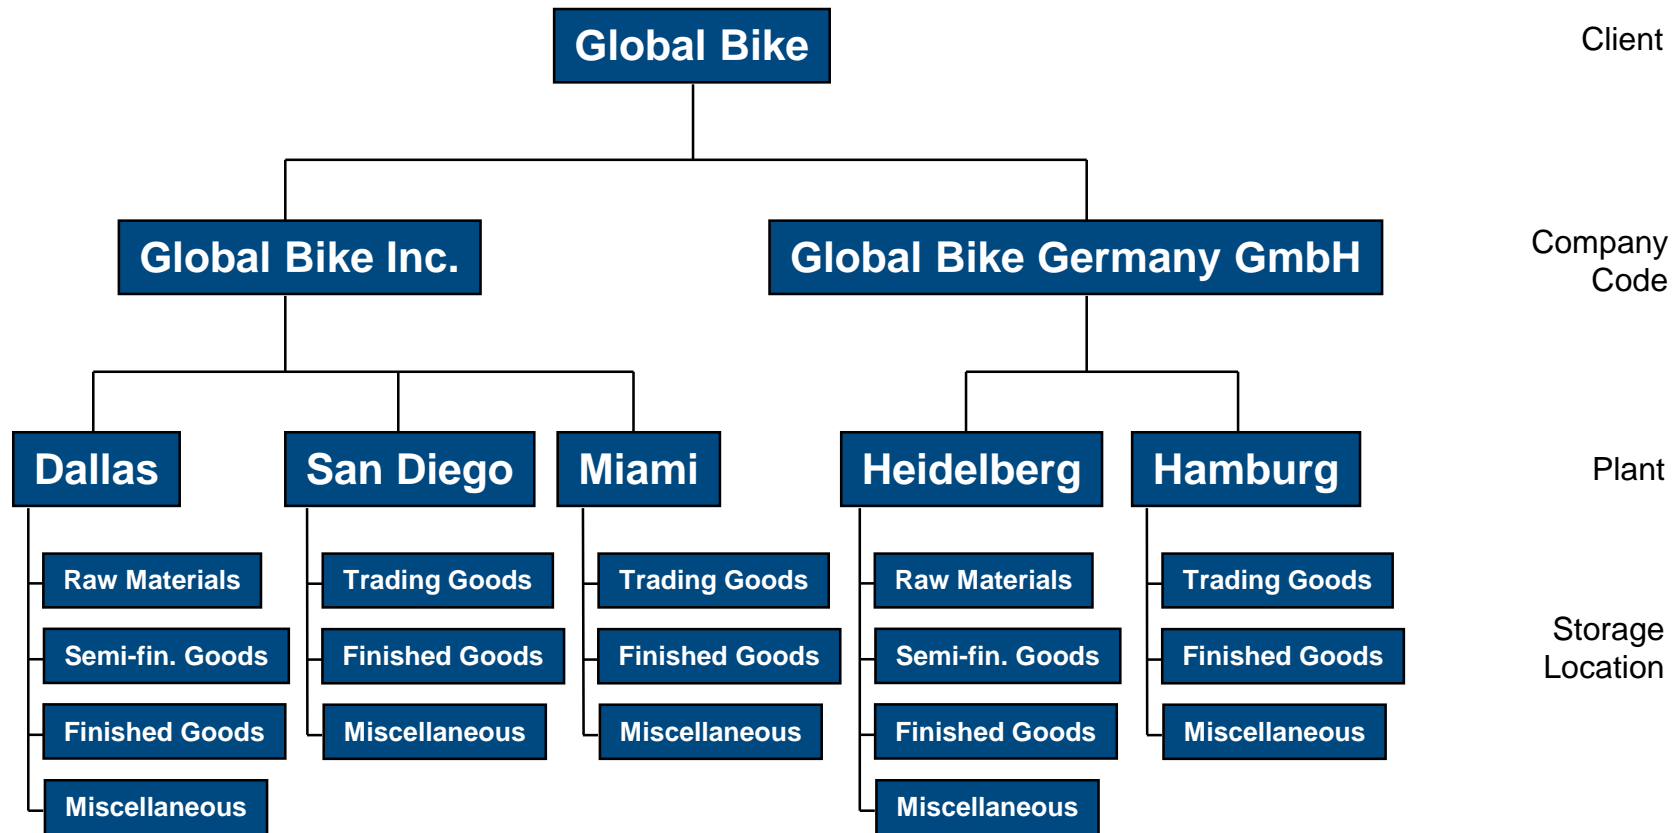 Global Bike
Client
Global Bike Inc.
Global Bike Germany GmbH
Company
Code
Dallas
San Diego
Miami
Heidelberg
Hamburg
Plant
Raw Materials
Trading Goods
Trading Goods
Raw Materials
Trading Goods
Semi-fin. Goods
Finished Goods
Finished Goods
Semi-fin. Goods
Finished Goods
Storage
Location
Finished Goods
Miscellaneous
Miscellaneous
Finished Goods
Miscellaneous
Miscellaneous
Miscellaneous